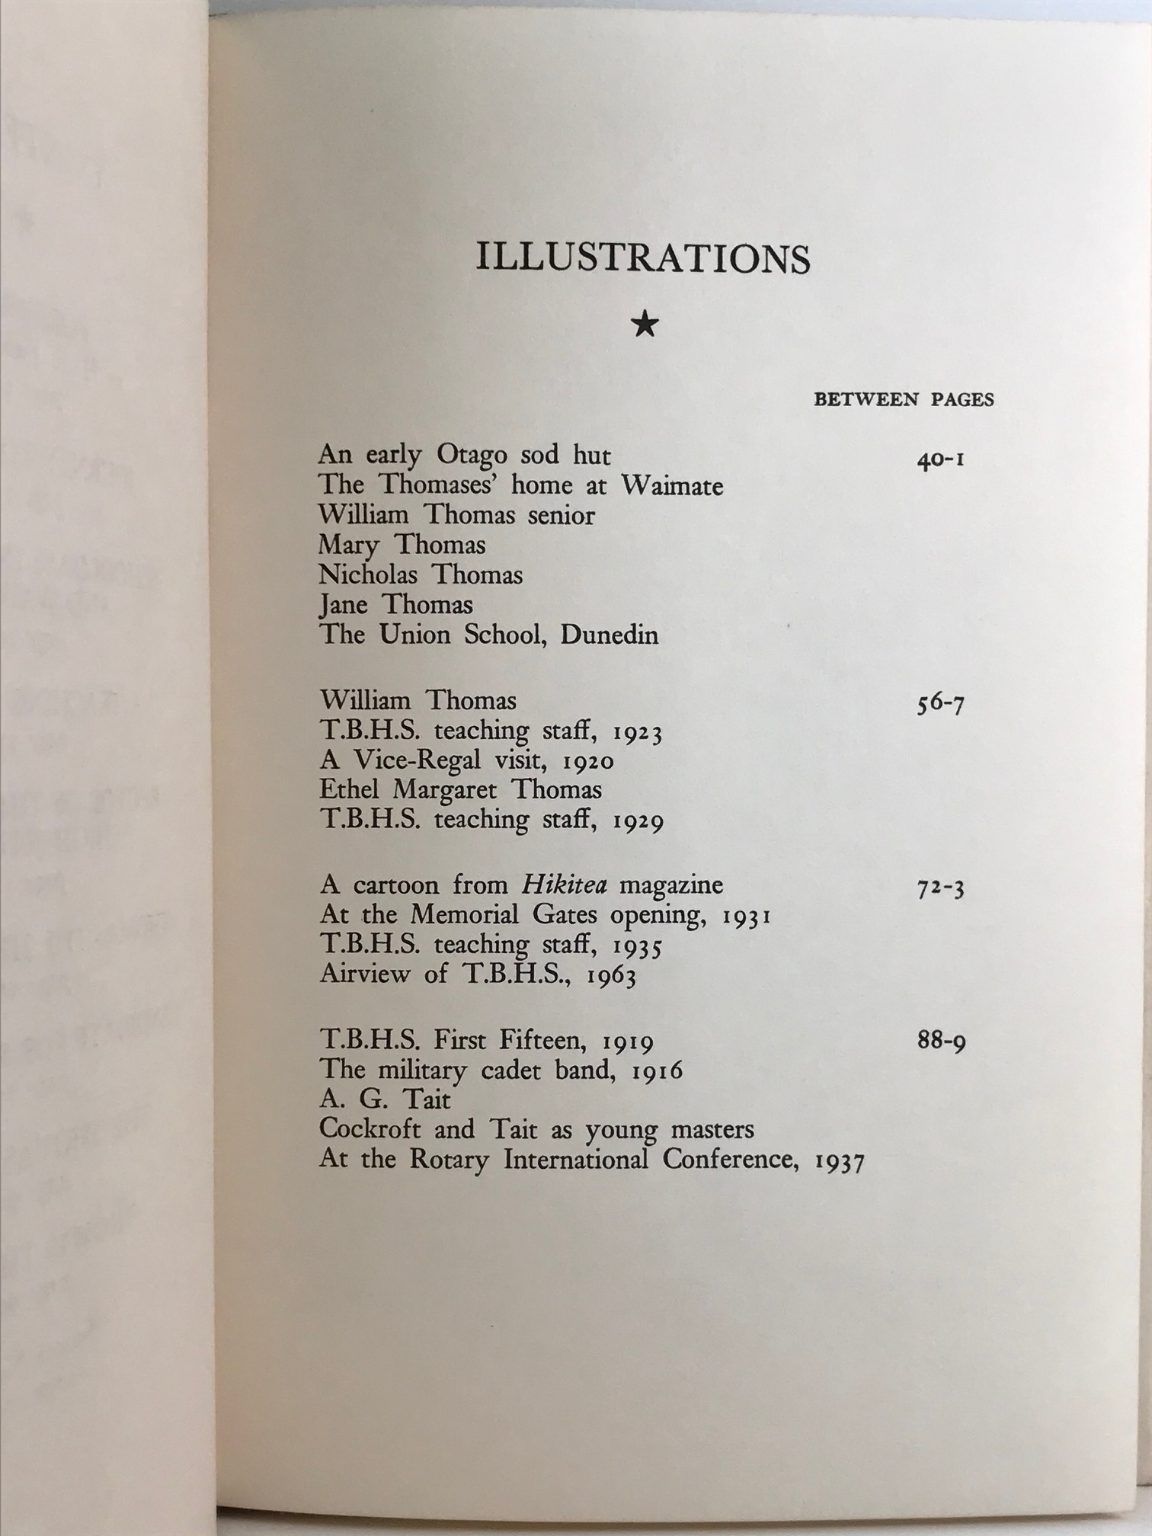 ILLUSTRATIONS
★
BETWEEN PAGES
An early Otago sod hut 40-1
The Thomases' home at Waimate
William Thomas senior
Mary Thomas
Nicholas Thomas
Jane Thomas
The Union School, Dunedin
William Thomas 56-7
T.B.H.S. teaching staff, 1923
A Vice-Regal visit, 1920
Ethel Margaret Thomas
T.B.H.S. teaching staff, 1929
A cartoon from Hikitea magazine 72-3
At the Memorial Gates opening, 1931
T.B.H.S. teaching staff, 1935
Airview of T.B.H.S., 1963
T.B.H.S. First Fifteen, 1919 88-9
The military cadet band, 1916
A. G. Tait
Cockroft and Tait as young masters
At the Rotary International Conference, 1937